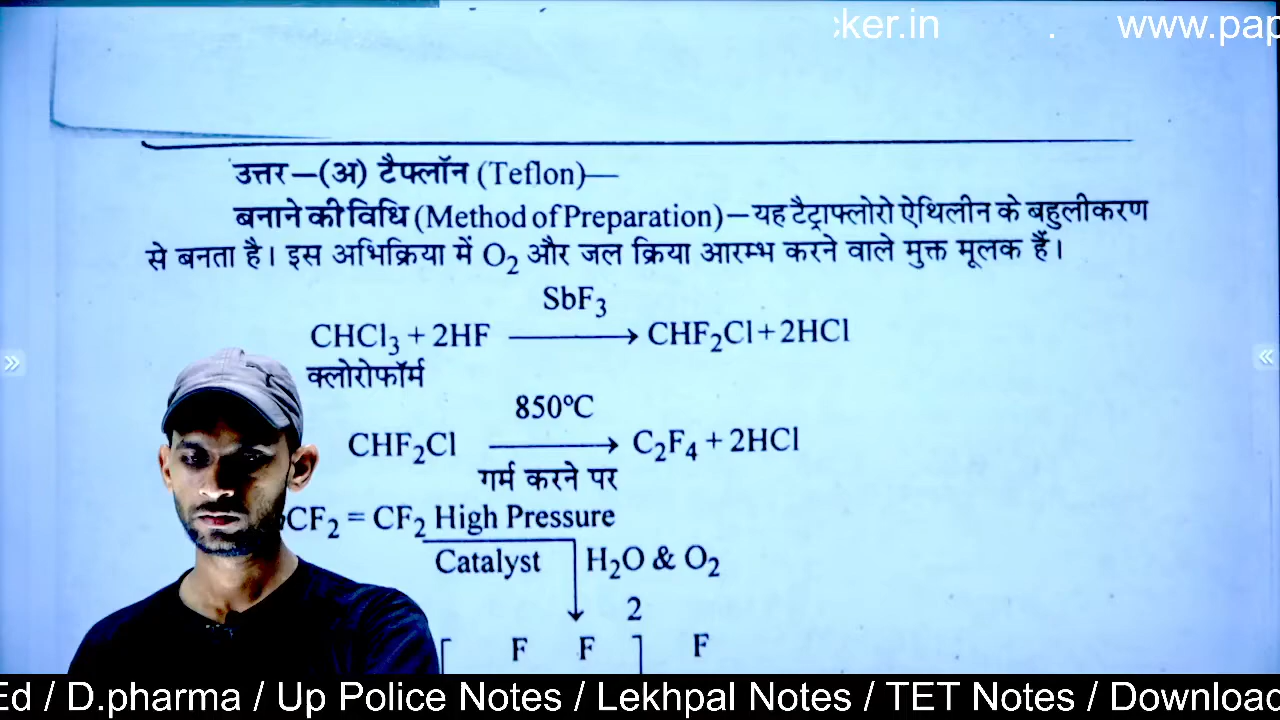 ker.in . www.pap
उत्तर—(अ) टैफ्लॉन (Teflon)—
बनाने की विधि (Method of Preparation)—यह टैट्राफ्लोरो ऐथिलीन के बहुलीकरण
से बनता है। इस अभिक्रिया में O₂ और जल क्रिया आरम्भ करने वाले मुक्त मूलक हैं।
SbF₃
CHCl₃ + 2HF ⟶ CHF₂Cl + 2HCl
क्लोरोफॉर्म
850°C
CHF₂Cl ⟶ C₂F₄ + 2HCl
गर्म करने पर
CF₂ = CF₂ High Pressure
Catalyst H₂O & O₂
2
[ F F ] F
Ed / D.pharma / Up Police Notes / Lekhpal Notes / TET Notes / Download